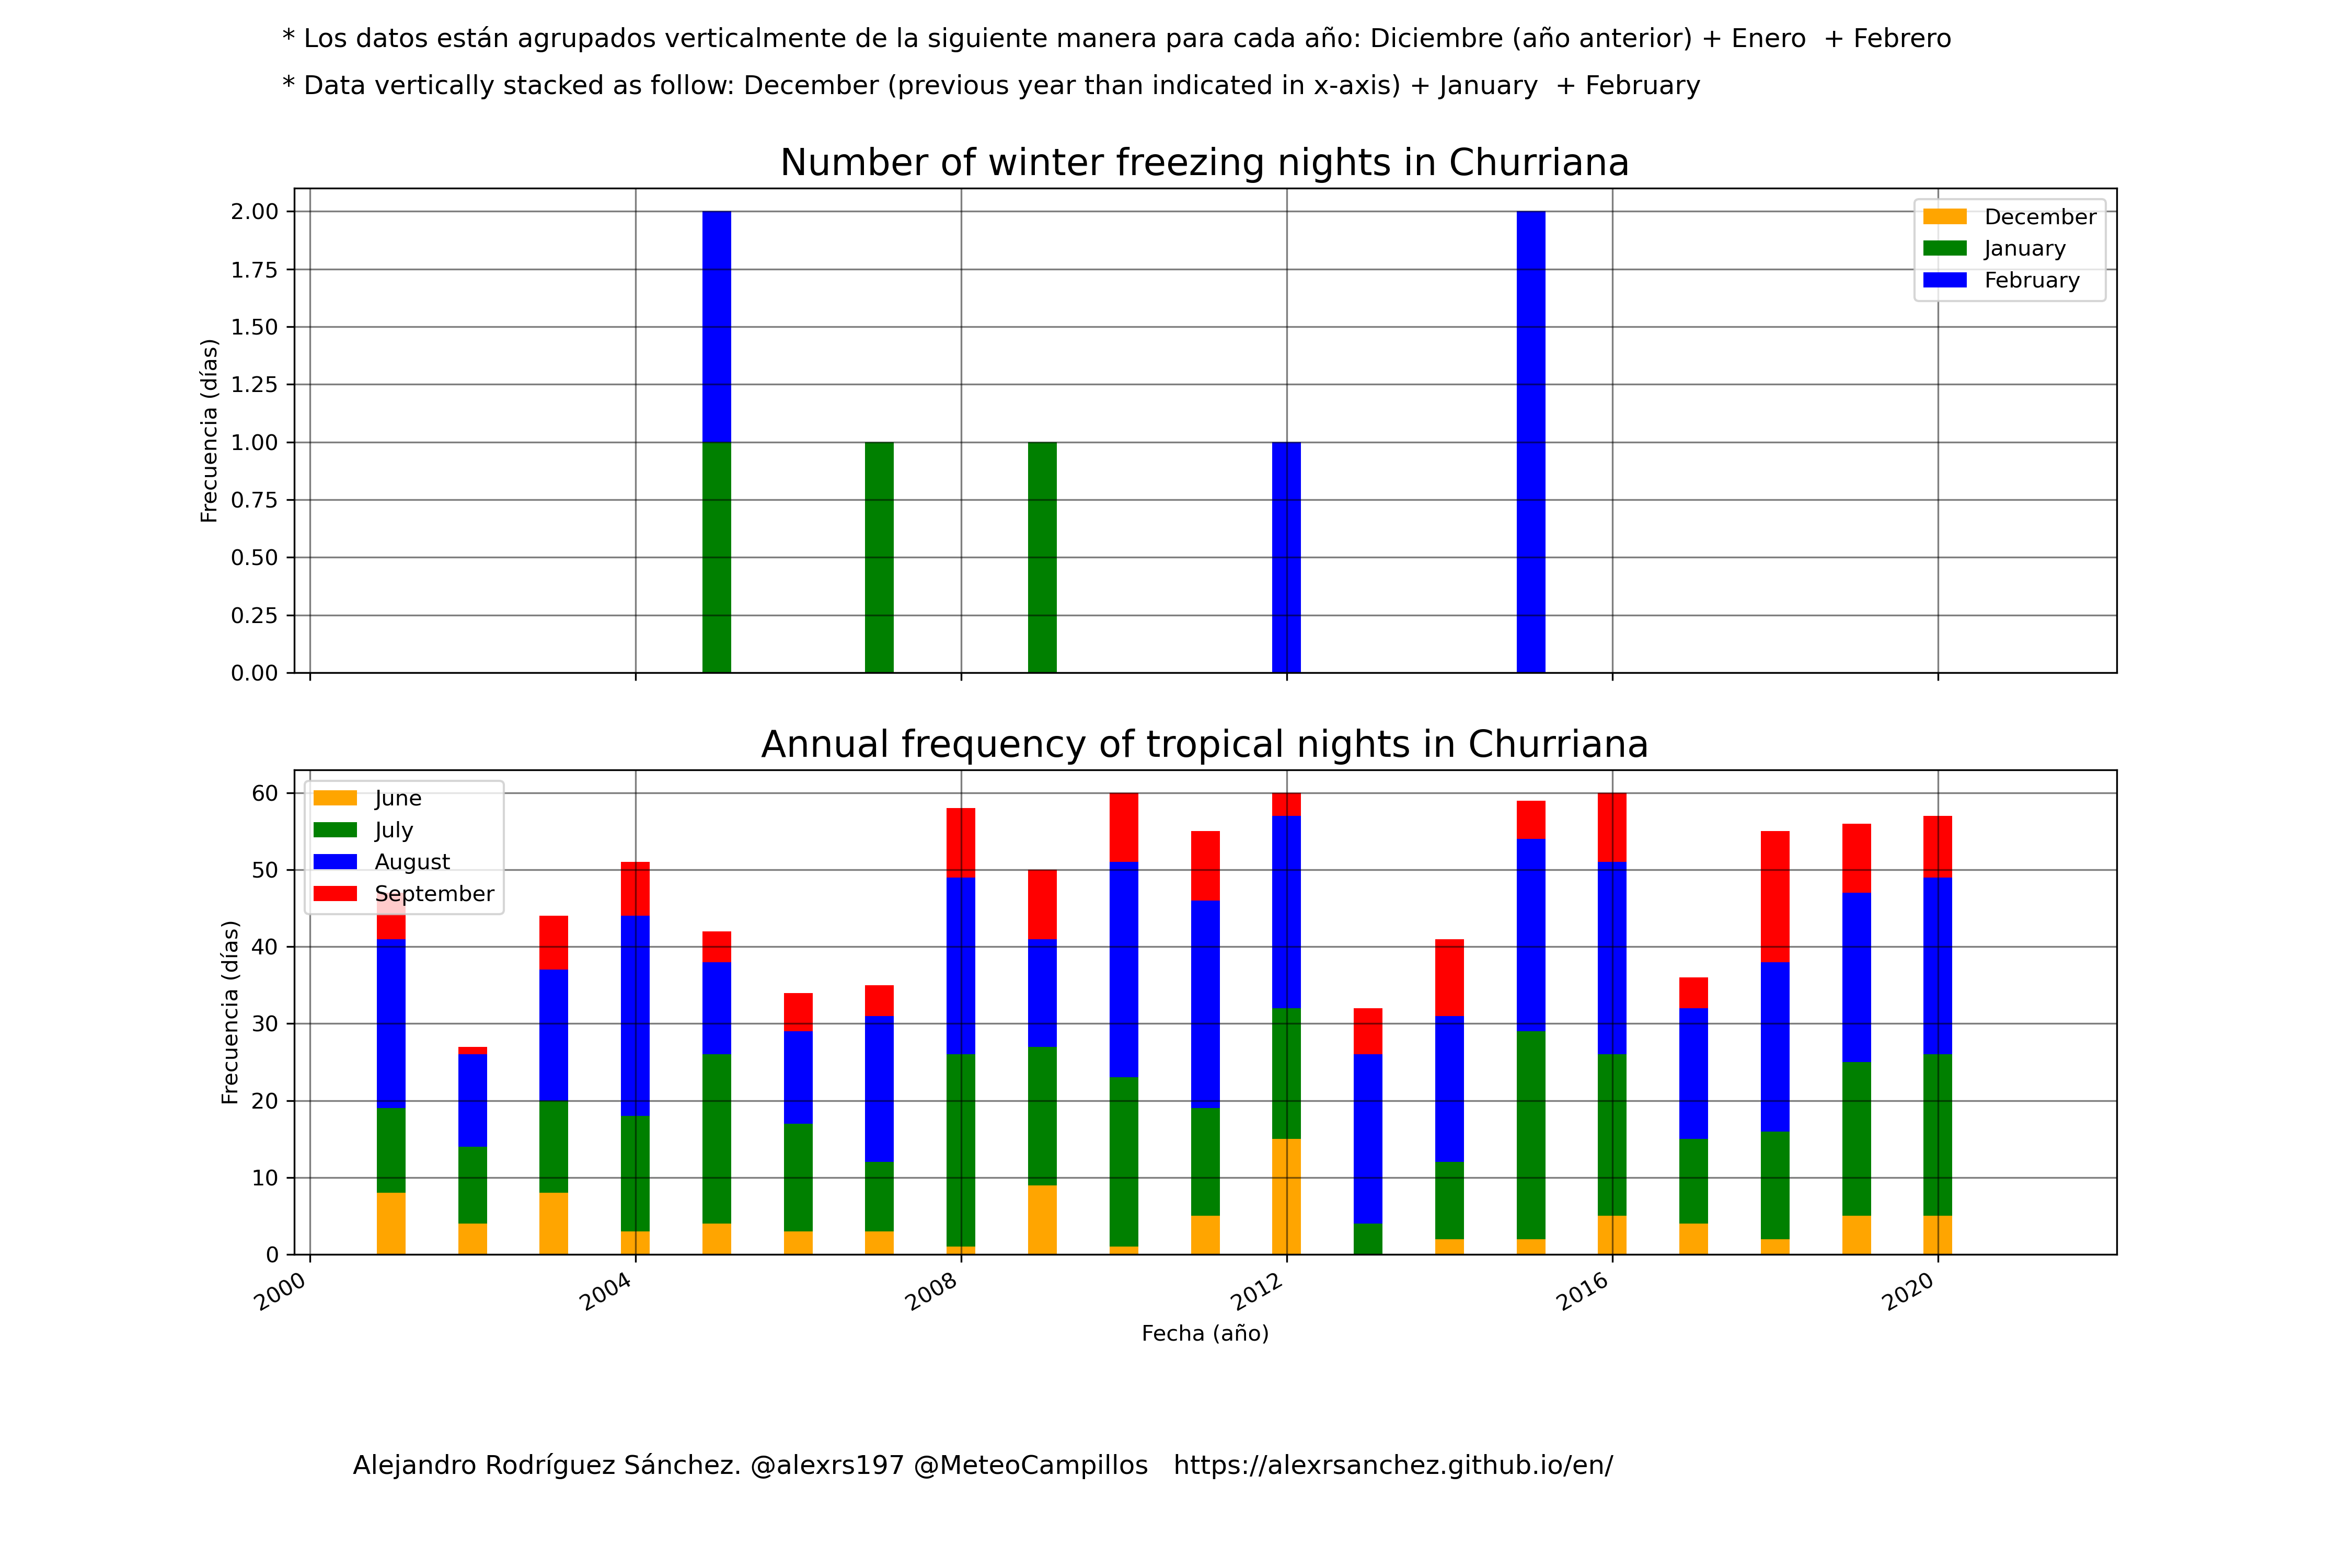 * Los datos están agrupados verticalmente de la siguiente manera para cada año: Diciembre (año anterior) + Enero  + Febrero
* Data vertically stacked as follow: December (previous year than indicated in x-axis) + January  + February
Number of winter freezing nights in Churriana
Frecuencia (días)
2.00
1.75
1.50
1.25
1.00
0.75
0.50
0.25
0.00
December
January
February
Annual frequency of tropical nights in Churriana
Frecuencia (días)
60
50
40
30
20
10
0
June
July
August
September
2000
2004
2008
2012
2016
2020
Fecha (año)
Alejandro Rodríguez Sánchez. @alexrs197 @MeteoCampillos   https://alexrsanchez.github.io/en/